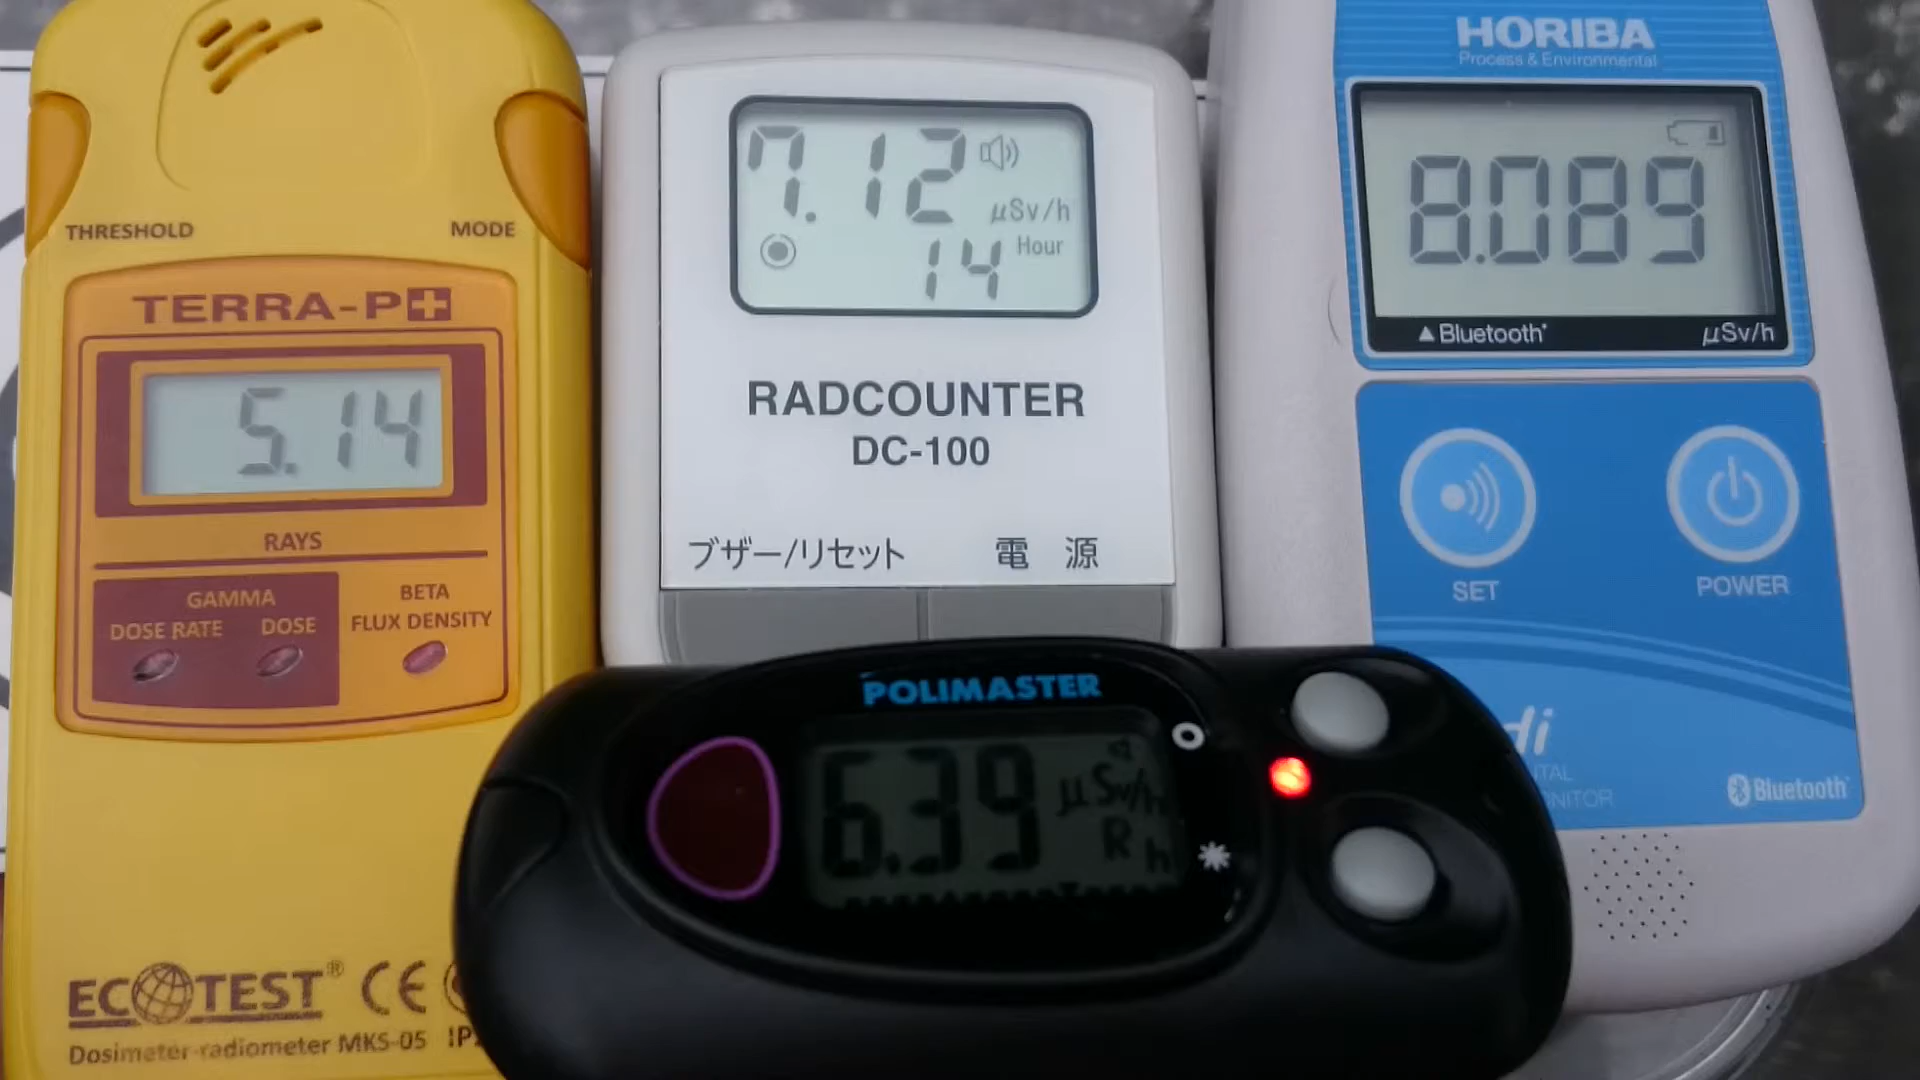 THRESHOLD MODE
TERRA-P
5.14
RAYS
GAMMA
DOSE RATE DOSE
BETA
FLUX DENSITY
ECOTEST® CE
Dosimeter-radiometer MKS-05
7.12
μSv/h
14 Hour
RADCOUNTER
DC-100
ブザー/リセット 電 源
HORIBA
Process & Environmental
8.089
▲Bluetooth® μSv/h
SET POWER
Bluetooth®
POLIMASTER
6.39 μSv/h
R h